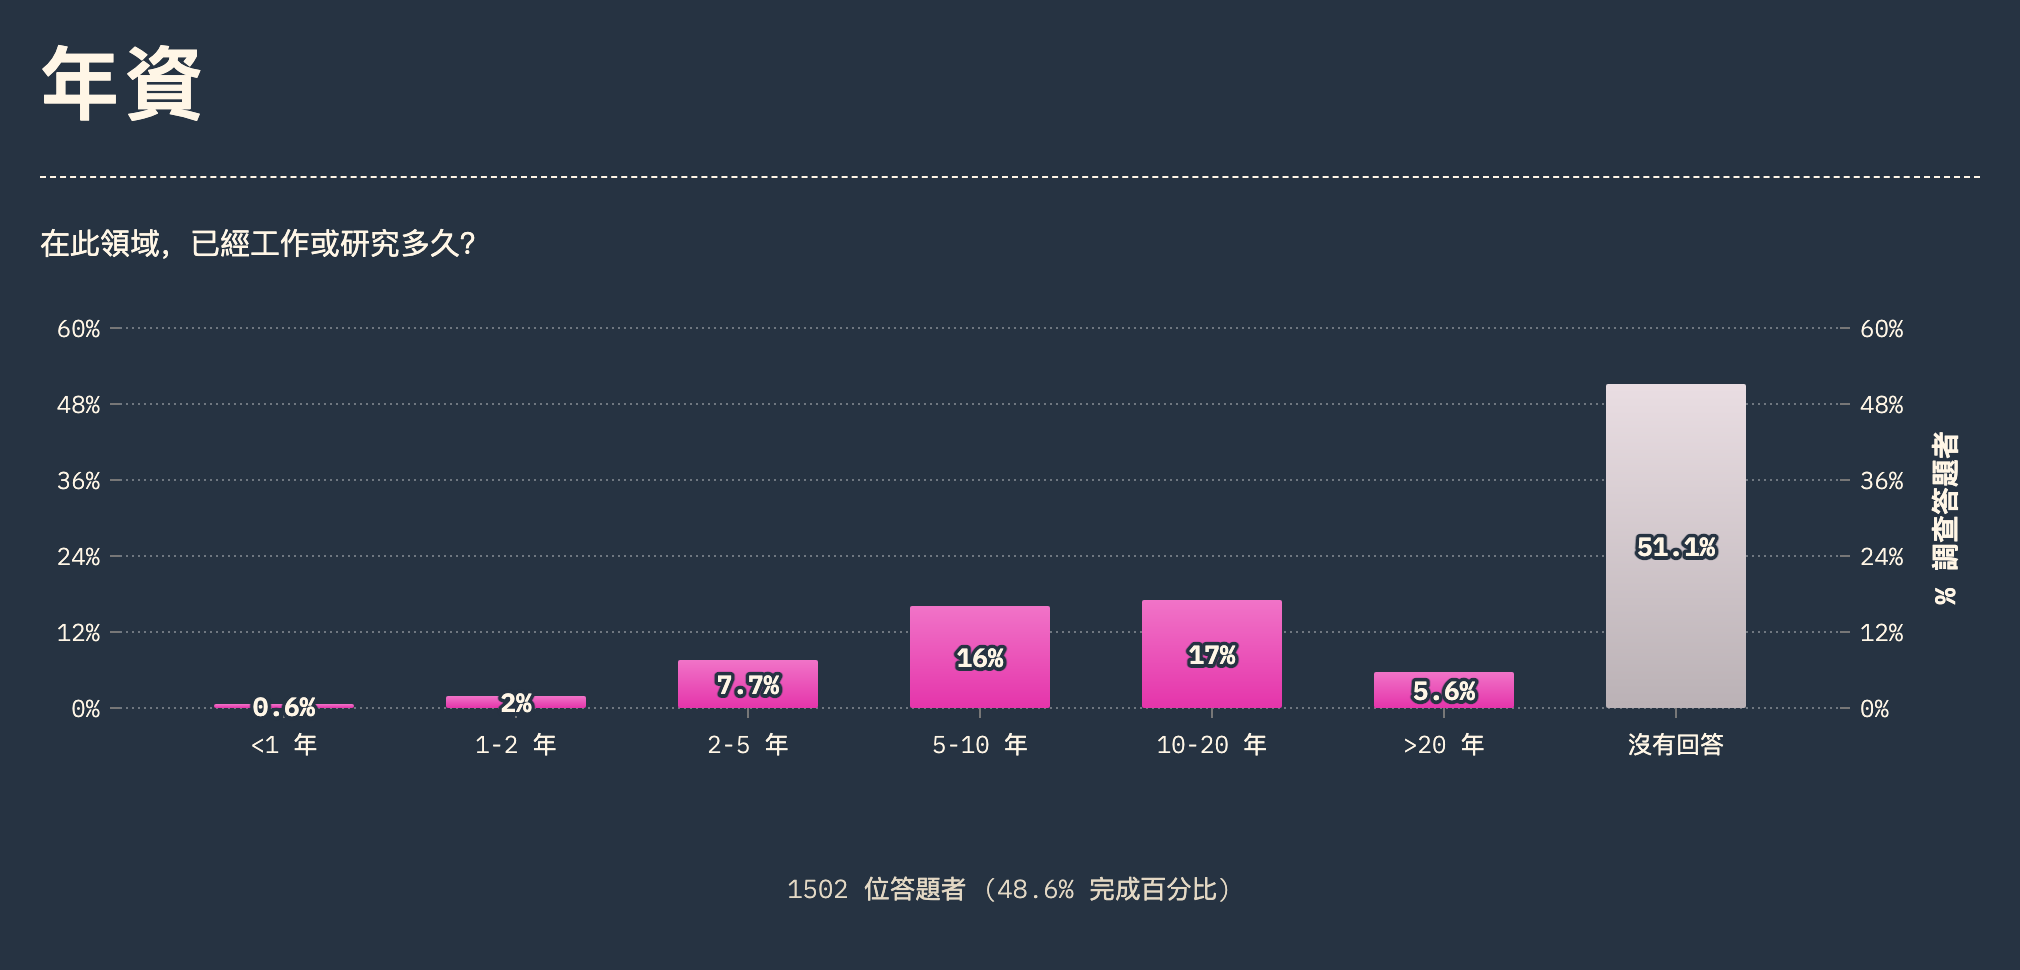 年資
在此領域，已經工作或研究多久？
60%
48%
36%
24%
12%
0%
0.6%
2%
7.7%
16%
17%
5.6%
51.1%
<1 年
1-2 年
2-5 年
5-10 年
10-20 年
>20 年
沒有回答
60%
48%
36%
24%
12%
0%
% 調查答題者
1502 位答題者 (48.6% 完成百分比)